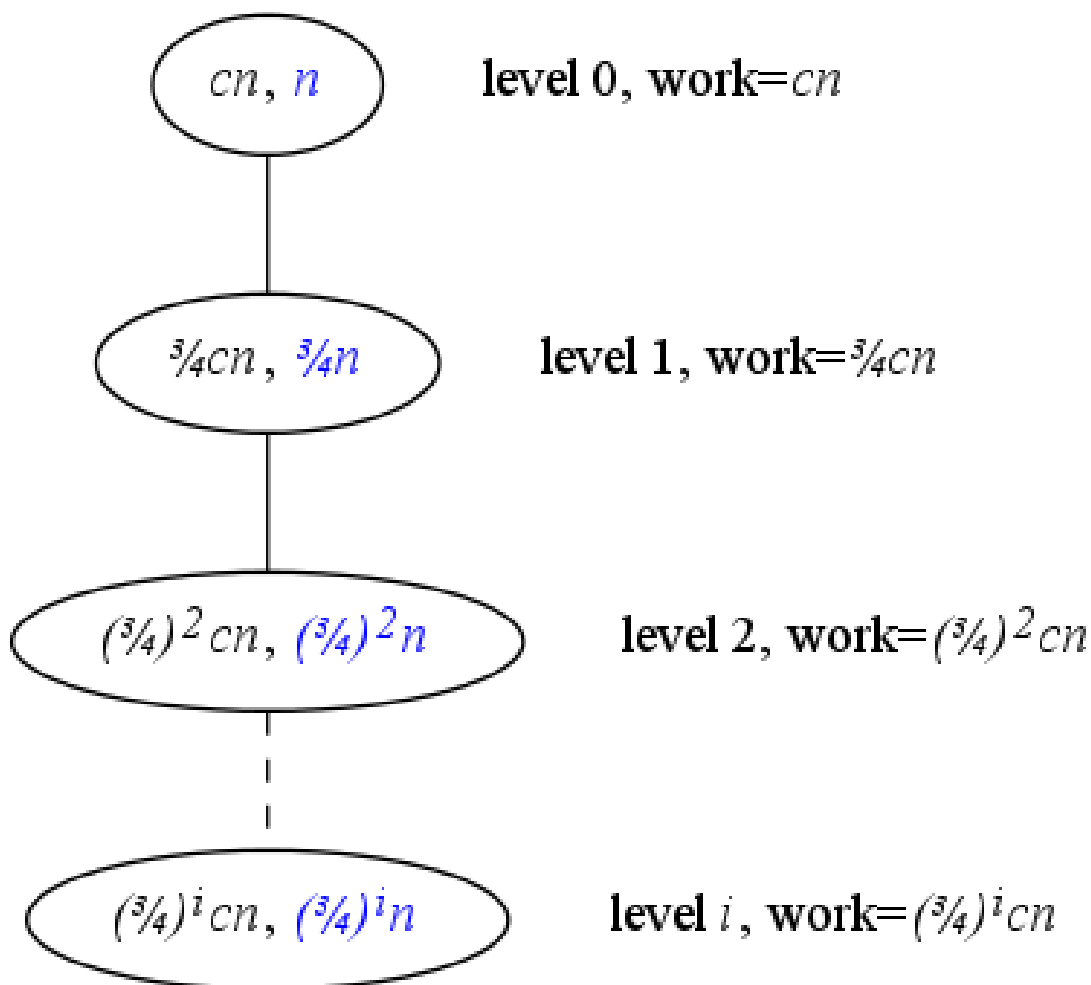 cn, n level 0, work=cn
¾cn, ¾n level 1, work=¾cn
(¾)²cn, (¾)²n level 2, work=(¾)²cn
(¾)ⁱcn, (¾)ⁱn level i, work=(¾)ⁱcn